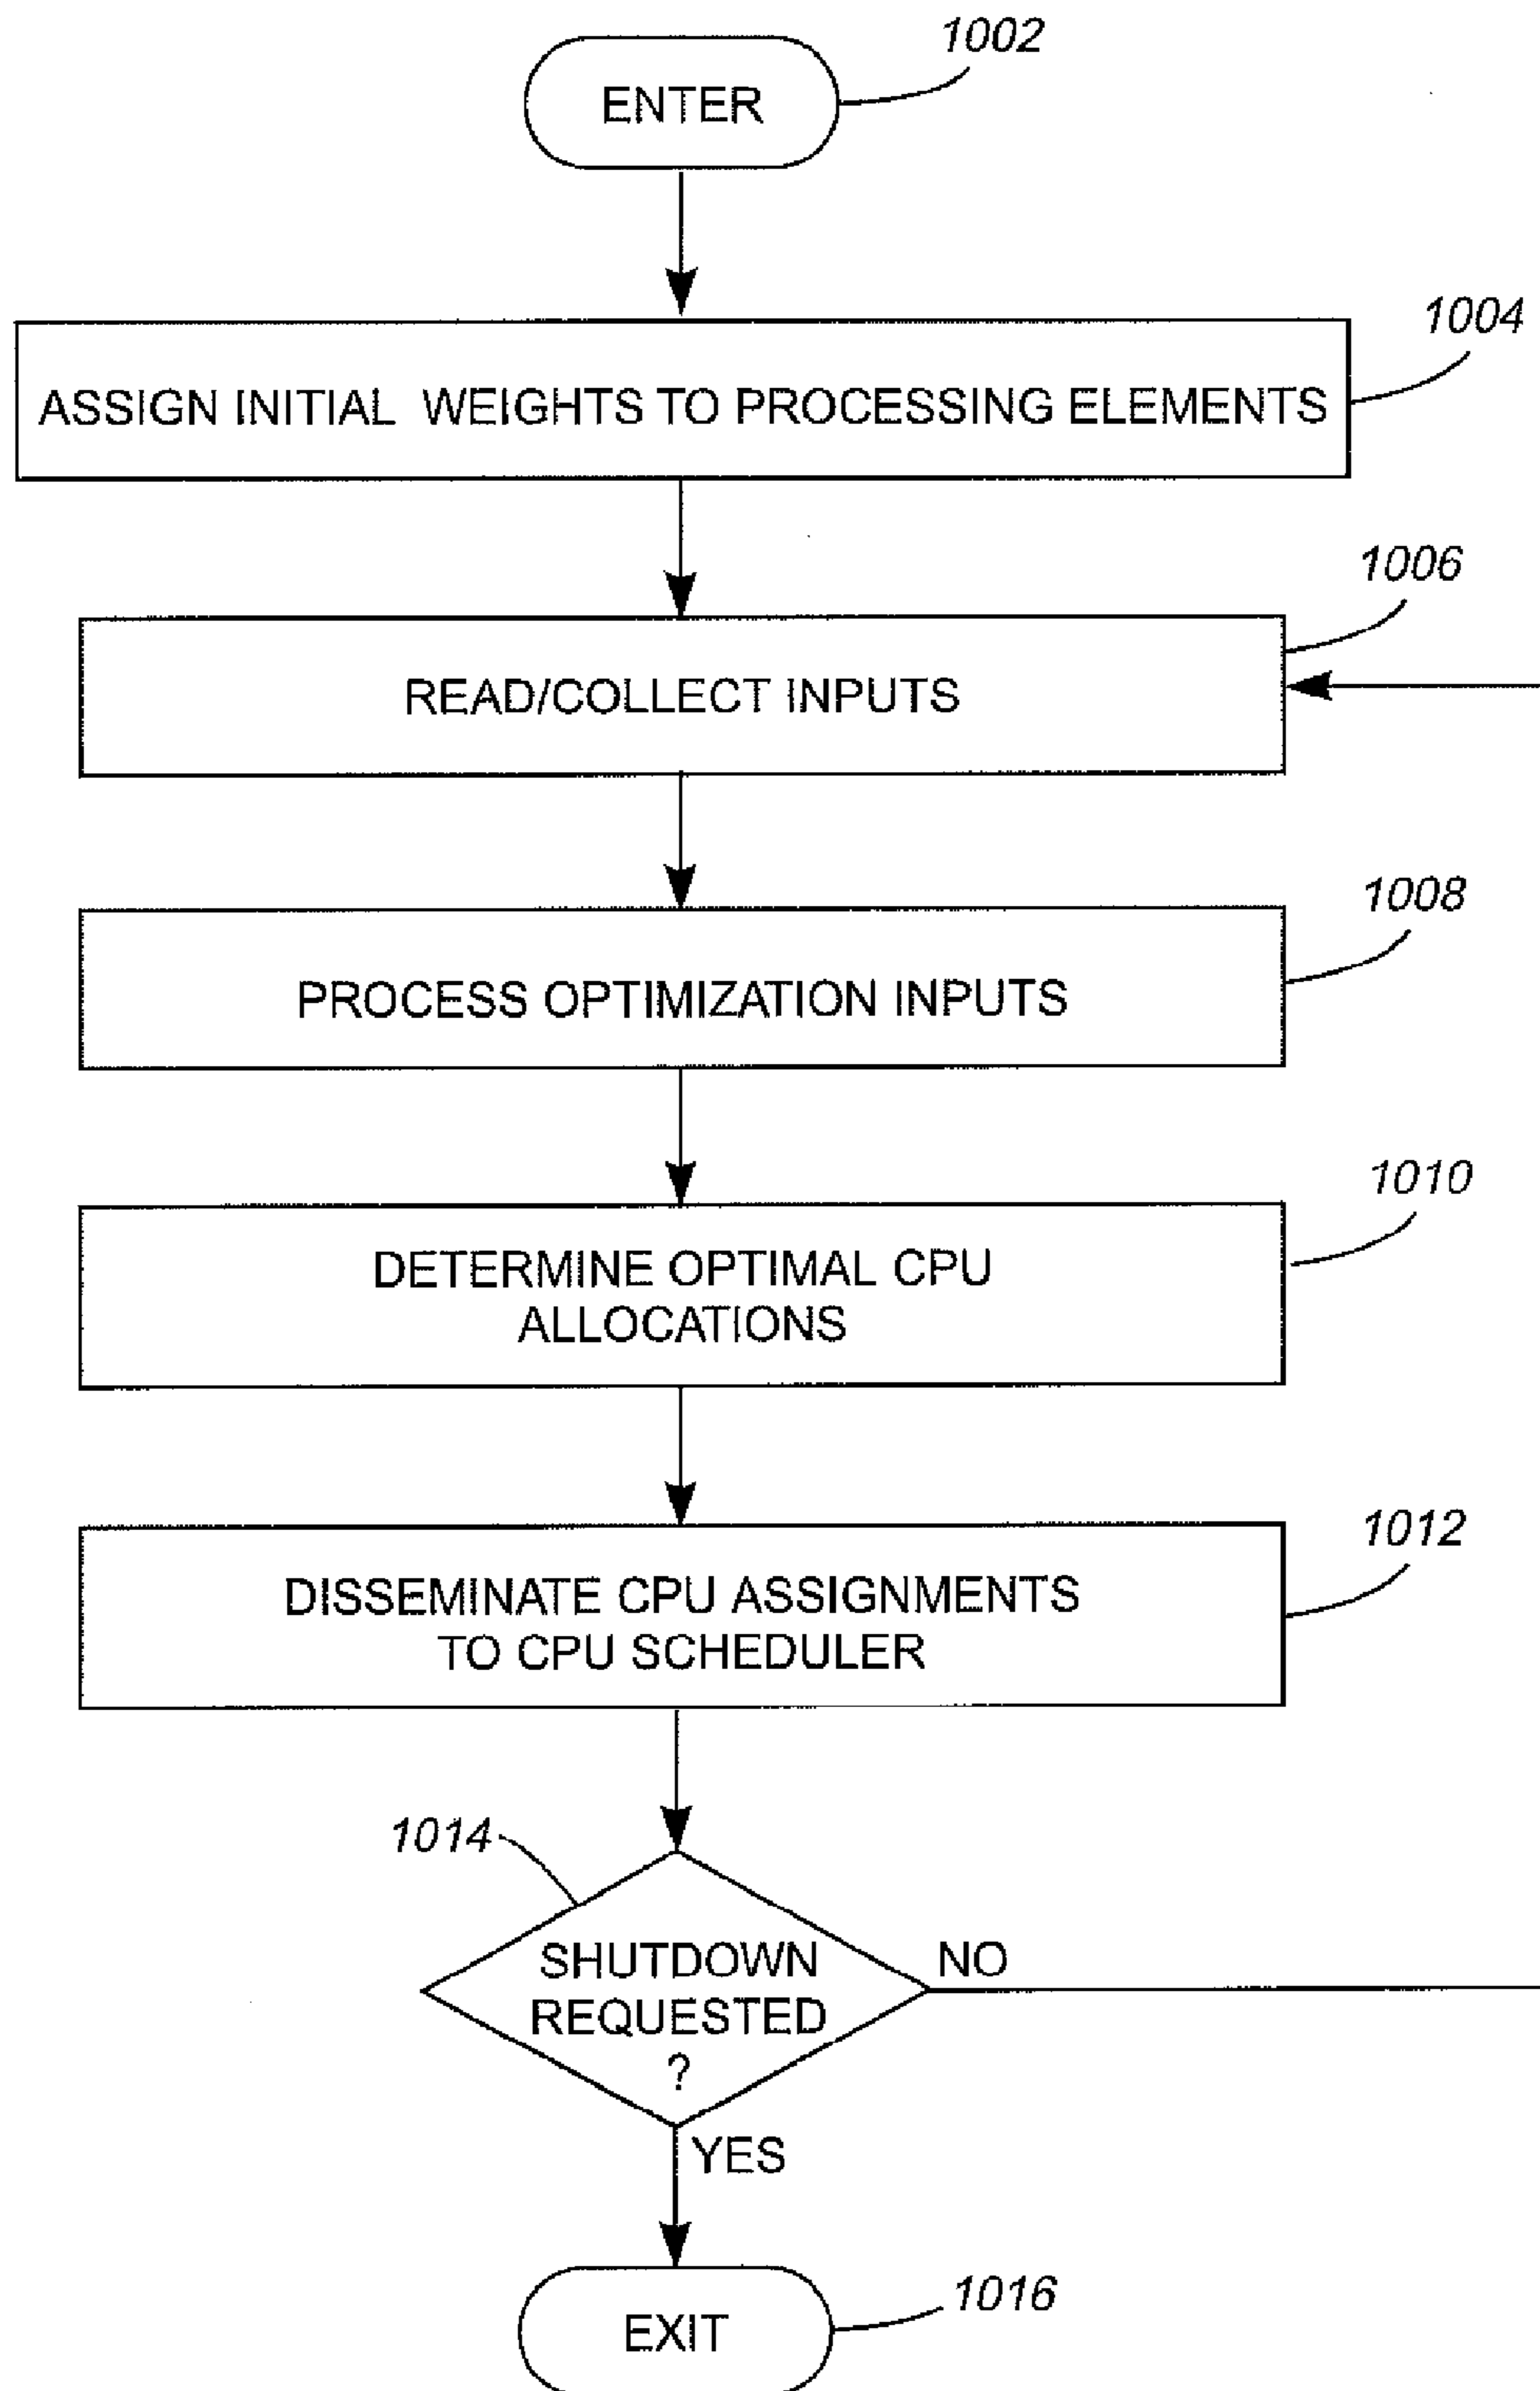 1002
ENTER
1004
ASSIGN INITIAL WEIGHTS TO PROCESSING ELEMENTS
1006
READ/COLLECT INPUTS
1008
PROCESS OPTIMIZATION INPUTS
1010
DETERMINE OPTIMAL CPU
ALLOCATIONS
1012
DISSEMINATE CPU ASSIGNMENTS
TO CPU SCHEDULER
1014
SHUTDOWN
REQUESTED
?
NO
YES
1016
EXIT